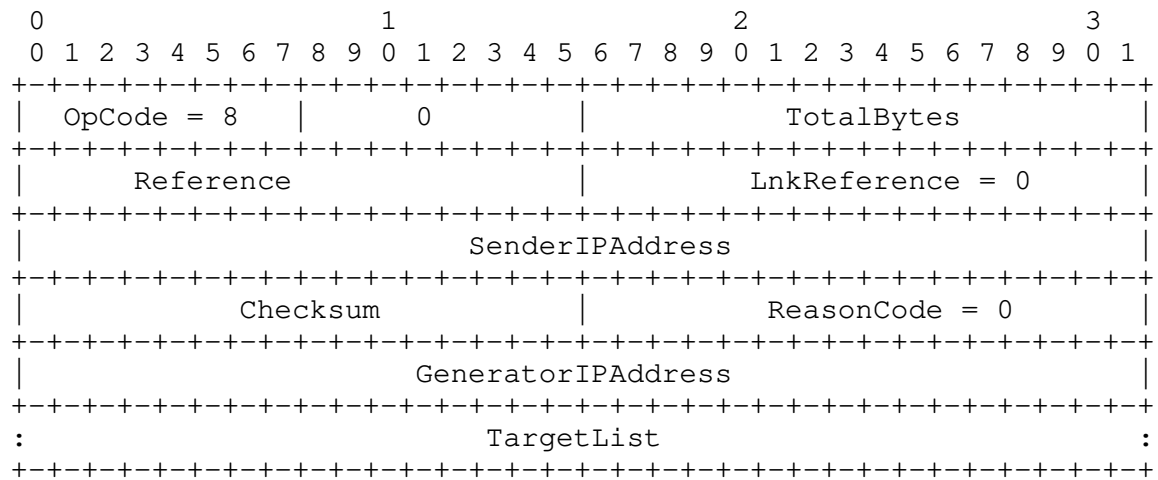 0                   1                   2                   3
 0 1 2 3 4 5 6 7 8 9 0 1 2 3 4 5 6 7 8 9 0 1 2 3 4 5 6 7 8 9 0 1
+-+-+-+-+-+-+-+-+-+-+-+-+-+-+-+-+-+-+-+-+-+-+-+-+-+-+-+-+-+-+-+-+
|  OpCode = 8   |      0        |           TotalBytes          |
+-+-+-+-+-+-+-+-+-+-+-+-+-+-+-+-+-+-+-+-+-+-+-+-+-+-+-+-+-+-+-+-+
|      Reference                |         LnkReference = 0      |
+-+-+-+-+-+-+-+-+-+-+-+-+-+-+-+-+-+-+-+-+-+-+-+-+-+-+-+-+-+-+-+-+
|                         SenderIPAddress                       |
+-+-+-+-+-+-+-+-+-+-+-+-+-+-+-+-+-+-+-+-+-+-+-+-+-+-+-+-+-+-+-+-+
|            Checksum           |          ReasonCode = 0       |
+-+-+-+-+-+-+-+-+-+-+-+-+-+-+-+-+-+-+-+-+-+-+-+-+-+-+-+-+-+-+-+-+
|                      GeneratorIPAddress                       |
+-+-+-+-+-+-+-+-+-+-+-+-+-+-+-+-+-+-+-+-+-+-+-+-+-+-+-+-+-+-+-+-+
:                          TargetList                           :
+-+-+-+-+-+-+-+-+-+-+-+-+-+-+-+-+-+-+-+-+-+-+-+-+-+-+-+-+-+-+-+-+